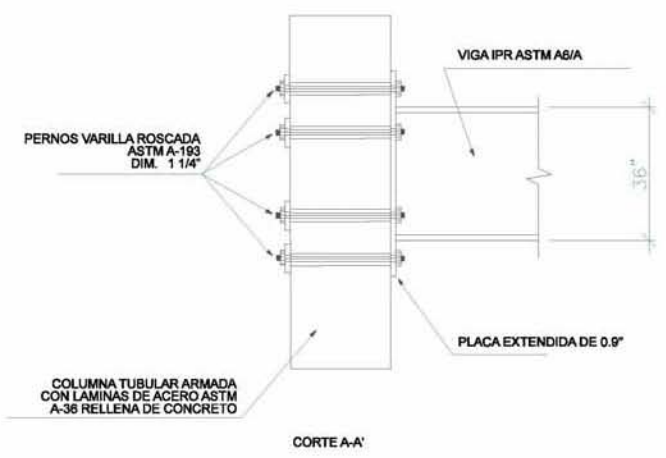 VIGA IPR ASTM A6/A
PERNOS VARILLA ROSCADA
ASTM A-193
DIM. 1 1/4"
36"
PLACA EXTENDIDA DE 0.9"
COLUMNA TUBULAR ARMADA
CON LAMINAS DE ACERO ASTM
A-36 RELLENA DE CONCRETO
CORTE A-A'